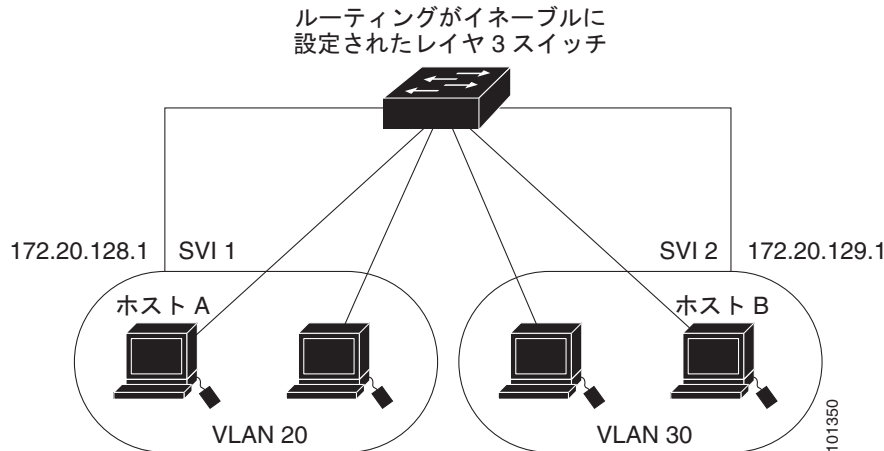 ルーティングがイネーブルに
設定されたレイヤ 3 スイッチ
172.20.128.1 SVI 1
SVI 2 172.20.129.1
ホスト A
ホスト B
VLAN 20
VLAN 30
101350